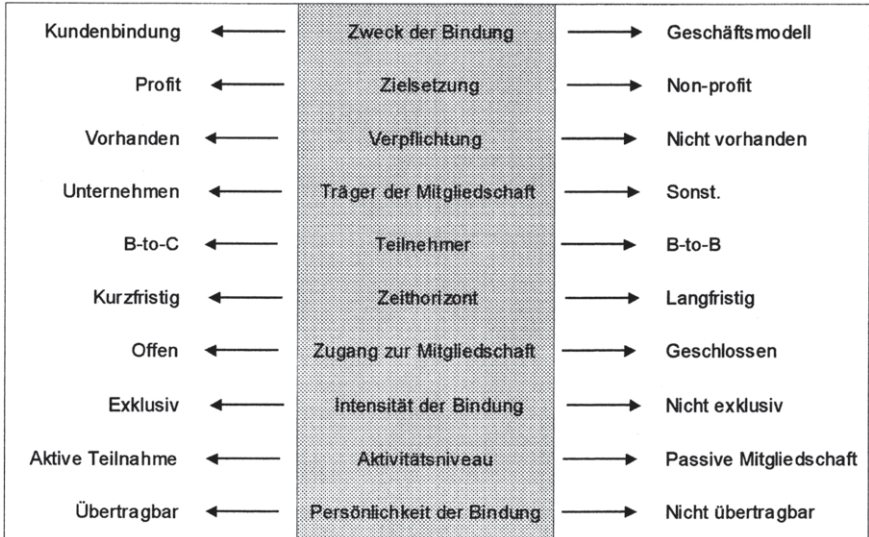 Kundenbindung Zweck der Bindung Geschäftsmodell
Profit Zielsetzung Non-profit
Vorhanden Verpflichtung Nicht vorhanden
Unternehmen Träger der Mitgliedschaft Sonst.
B-to-C Teilnehmer B-to-B
Kurzfristig Zeithorizont Langfristig
Offen Zugang zur Mitgliedschaft Geschlossen
Exklusiv Intensität der Bindung Nicht exklusiv
Aktive Teilnahme Aktivitätsniveau Passive Mitgliedschaft
Übertragbar Persönlichkeit der Bindung Nicht übertragbar